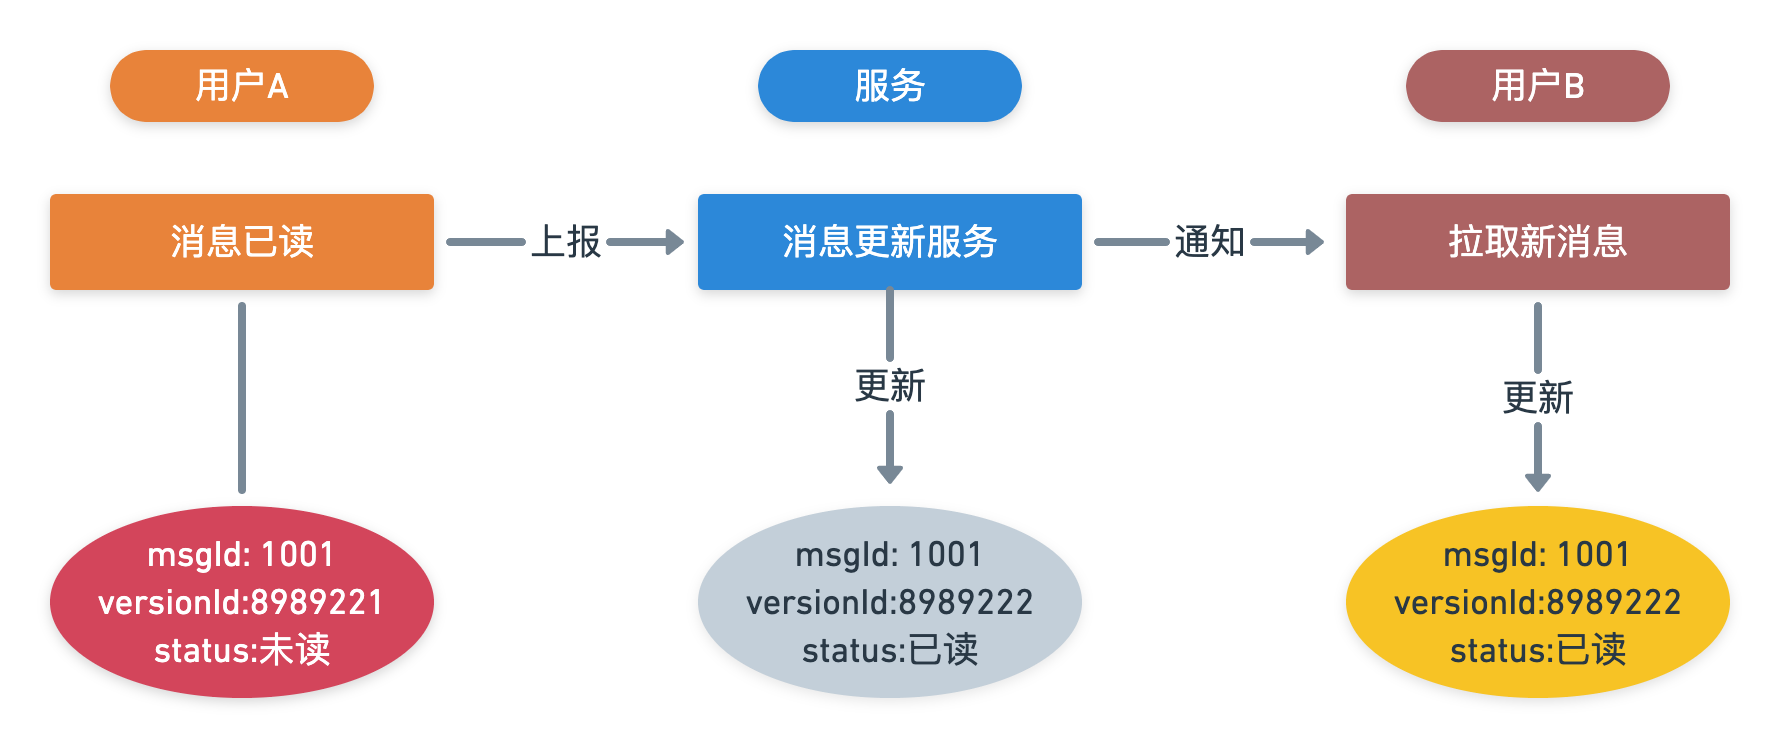 用户A
服务
用户B
消息已读
上报
消息更新服务
通知
拉取新消息
更新
更新
msgId: 1001
versionId:8989221
status:未读
msgId: 1001
versionId:8989222
status:已读
msgId: 1001
versionId:8989222
status:已读